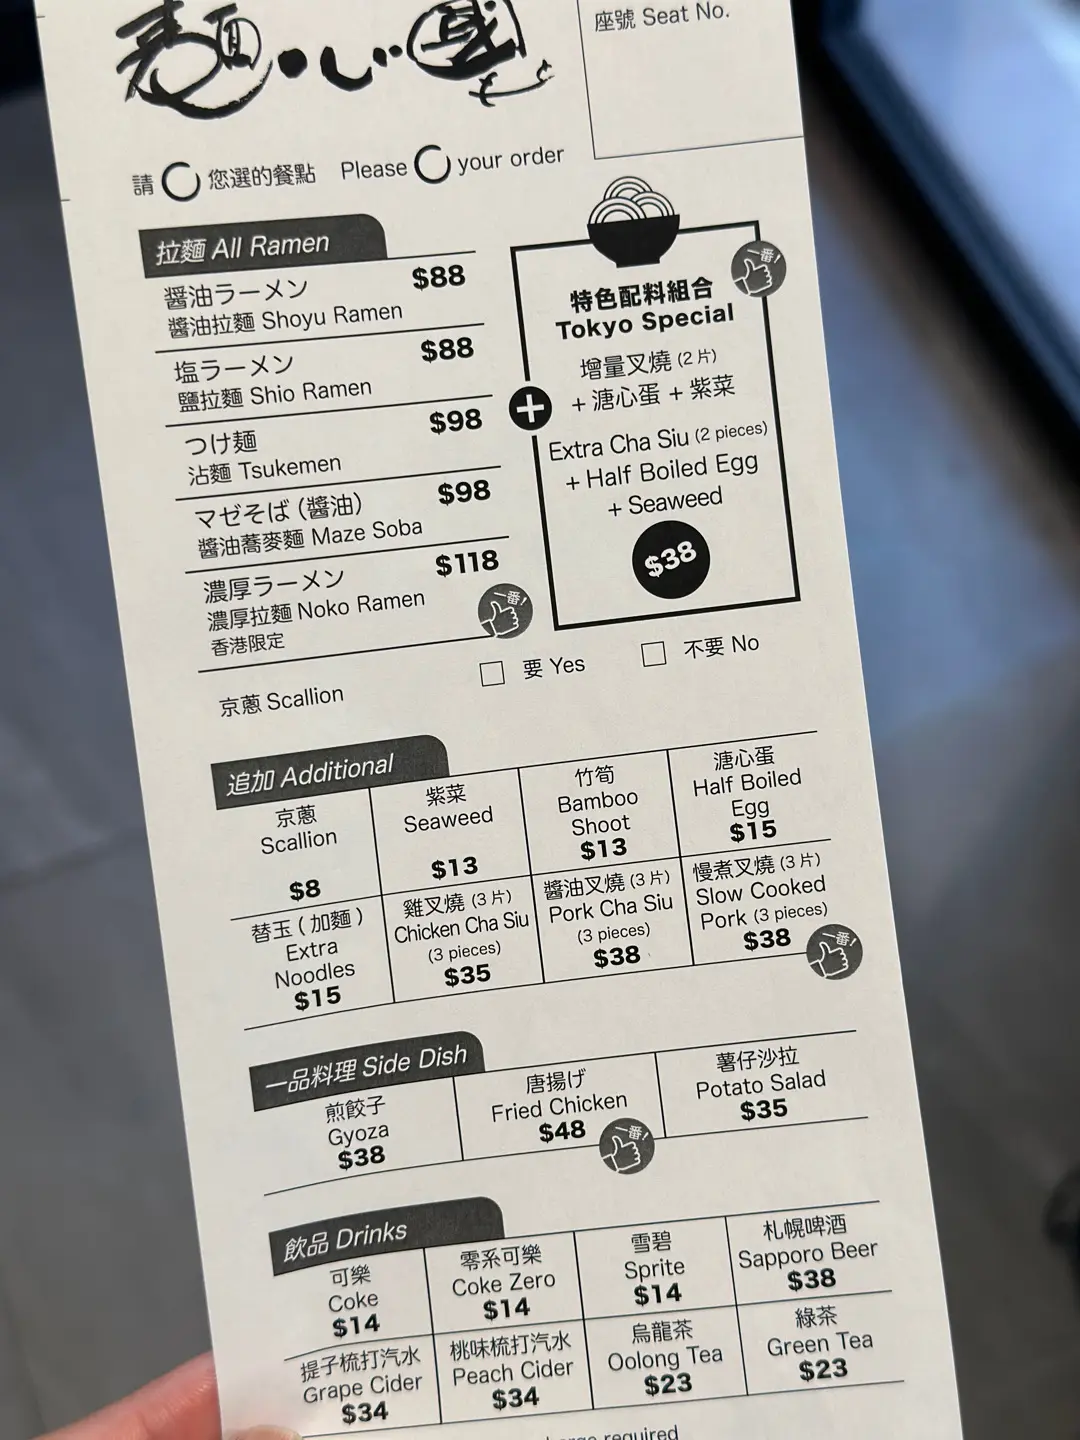 麵・心・國
座號 Seat No.
請 ○ 您選的餐點 Please ○ your order
拉麵 All Ramen
醤油ラーメン $88
醬油拉麵 Shoyu Ramen
塩ラーメン $88
鹽拉麵 Shio Ramen
つけ麺 $98
沾麵 Tsukemen
マゼそば(醬油) $98
醬油蕎麥麵 Maze Soba
濃厚ラーメン $118
濃厚拉麵 Noko Ramen
香港限定
一番!
一番!
特色配料組合
Tokyo Special
增量叉燒 (2片)
+ 溏心蛋 + 紫菜
+
Extra Cha Siu (2 pieces)
+ Half Boiled Egg
+ Seaweed
$38
京蔥 Scallion 要 Yes 不要 No
追加 Additional
京蔥
Scallion
$8
紫菜
Seaweed
$13
竹筍
Bamboo
Shoot
$13
溏心蛋
Half Boiled
Egg
$15
替玉(加麵)
Extra
Noodles
$15
雞叉燒 (3片)
Chicken Cha Siu
(3 pieces)
$35
醬油叉燒 (3片)
Pork Cha Siu
(3 pieces)
$38
慢煮叉燒 (3片)
Slow Cooked
Pork (3 pieces)
$38
一番!
一品料理 Side Dish
煎餃子
Gyoza
$38
唐揚げ
Fried Chicken
$48
一番!
薯仔沙拉
Potato Salad
$35
飲品 Drinks
可樂
Coke
$14
零系可樂
Coke Zero
$14
雪碧
Sprite
$14
札幌啤酒
Sapporo Beer
$38
提子梳打汽水
Grape Cider
$34
桃味梳打汽水
Peach Cider
$34
烏龍茶
Oolong Tea
$23
綠茶
Green Tea
$23
required